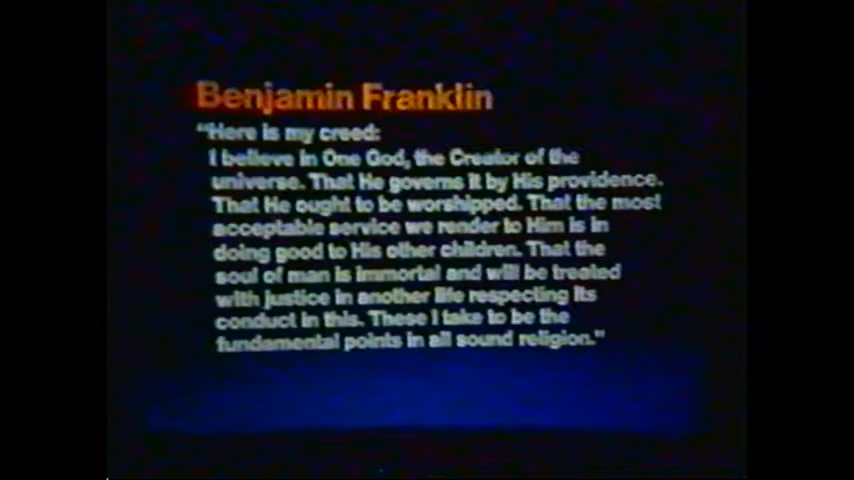 Benjamin Franklin
"Here is my creed:
I believe in One God, the Creator of the
universe. That He governs it by His providence.
That He ought to be worshipped. That the most
acceptable service we render to Him is in
doing good to His other children. That the
soul of man is immortal and will be treated
with justice in another life respecting its
conduct in this. These I take to be the
fundamental points in all sound religion."